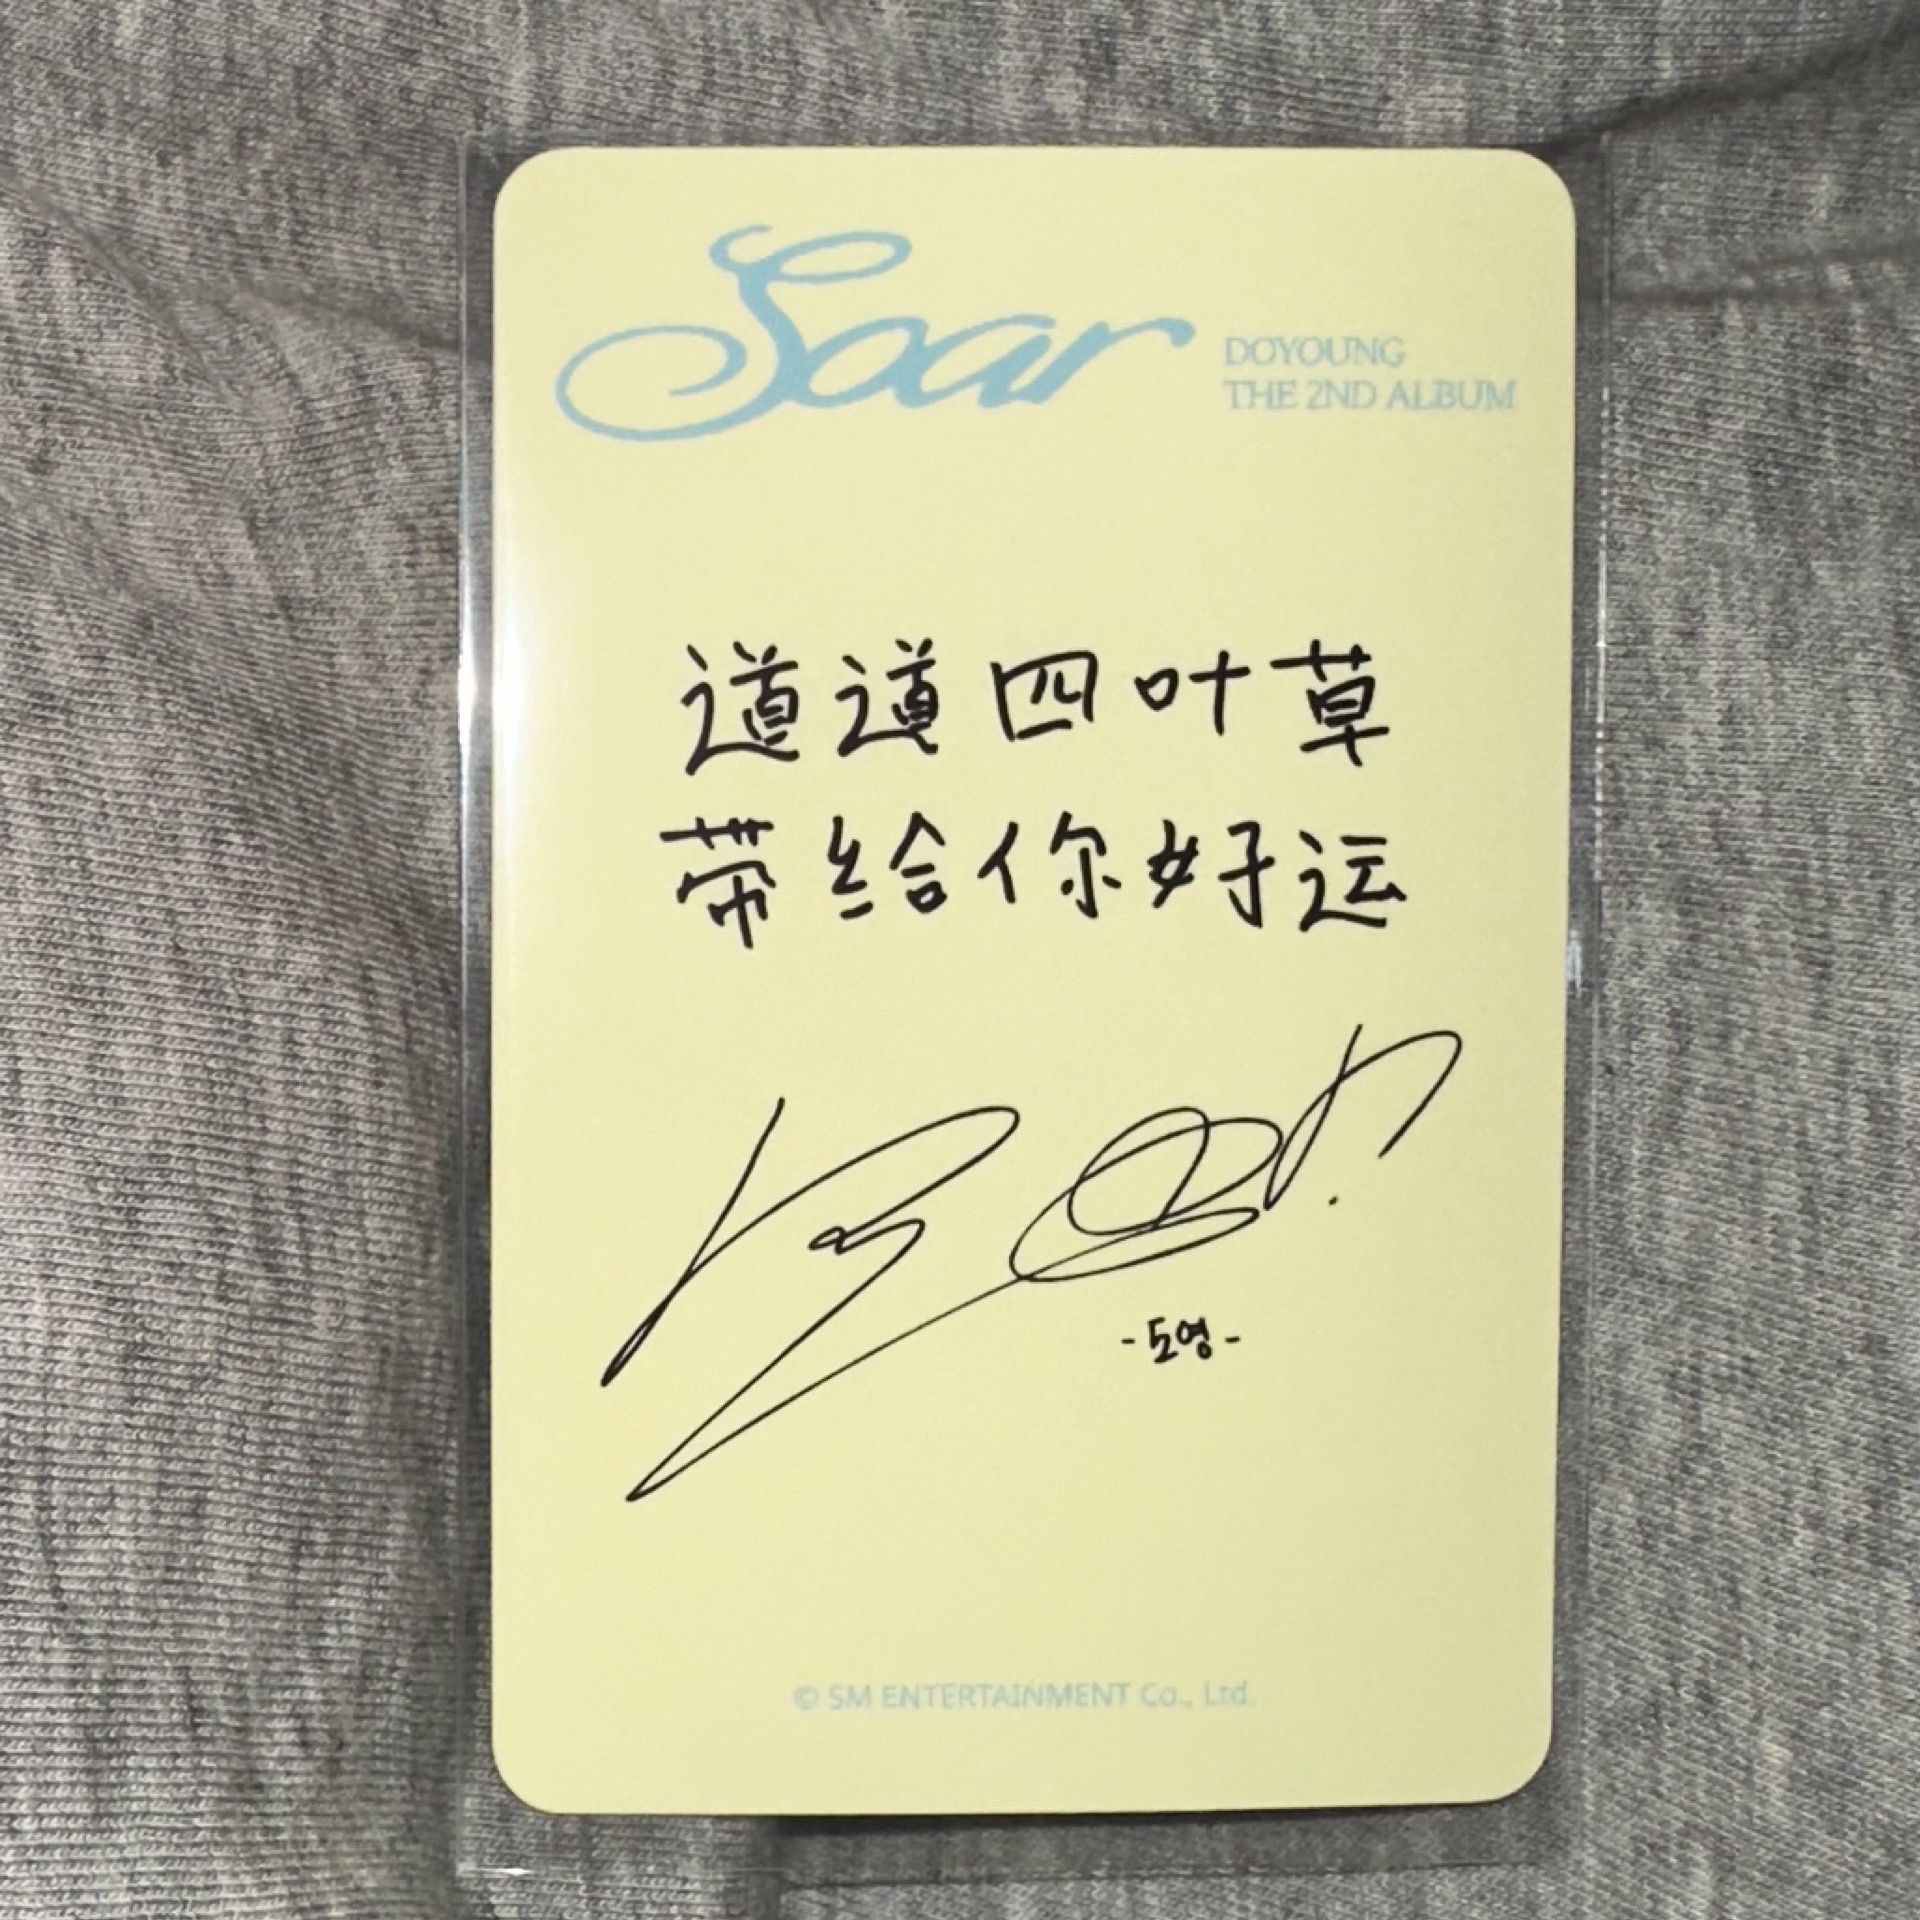 Soar
DOYOUNG
THE 2ND ALBUM
道道四叶草
带给你好运
-도영-
© SM ENTERTAINMENT Co., Ltd.